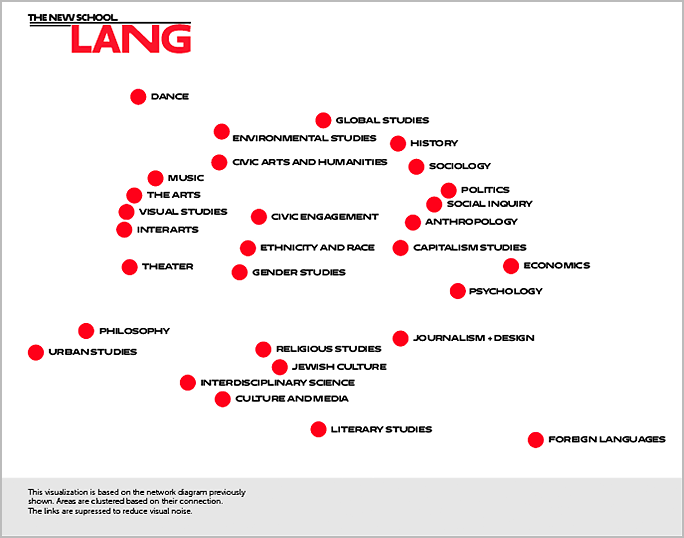 THE NEW SCHOOL
LANG
DANCE
GLOBAL STUDIES
ENVIRONMENTAL STUDIES
HISTORY
CIVIC ARTS AND HUMANITIES
SOCIOLOGY
MUSIC
POLITICS
THE ARTS
SOCIAL INQUIRY
VISUAL STUDIES
CIVIC ENGAGEMENT
ANTHROPOLOGY
INTERARTS
ETHNICITY AND RACE
CAPITALISM STUDIES
THEATER
GENDER STUDIES
ECONOMICS
PSYCHOLOGY
PHILOSOPHY
JOURNALISM + DESIGN
URBAN STUDIES
RELIGIOUS STUDIES
JEWISH CULTURE
INTERDISCIPLINARY SCIENCE
CULTURE AND MEDIA
LITERARY STUDIES
FOREIGN LANGUAGES
This visualization is based on the network diagram previously
shown. Areas are clustered based on their connection.
The links are supressed to reduce visual noise.